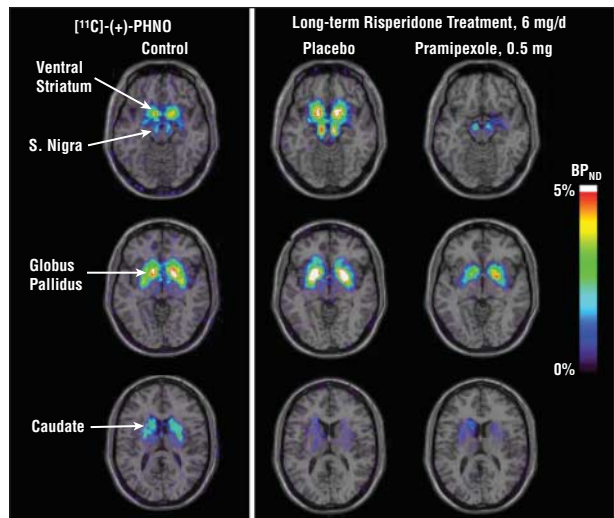 [¹¹C]-(+)-PHNO
Control
Long-term Risperidone Treatment, 6 mg/d
Placebo
Pramipexole, 0.5 mg
Ventral
Striatum
S. Nigra
Globus
Pallidus
Caudate
BP_ND
5%
0%